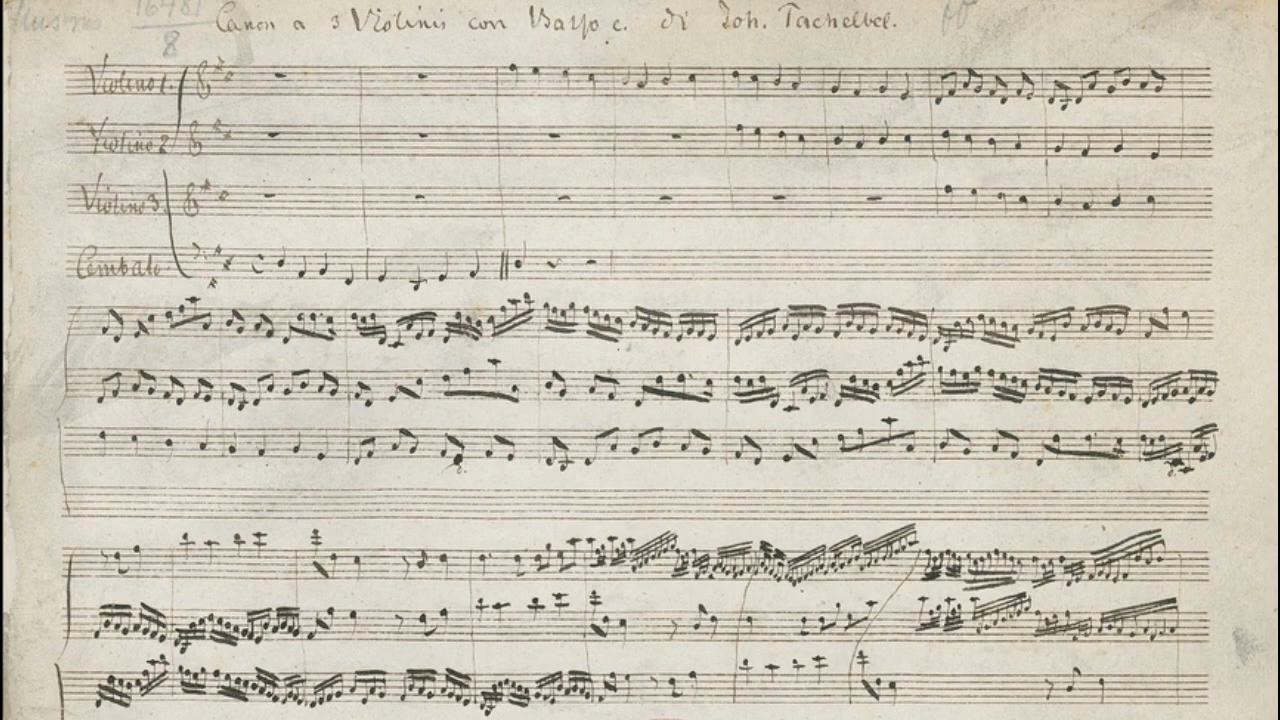 16481
8
Canon a 3 Violinis con Basso c. di Joh. Pachelbel.
Violino 1.
Violino 2
Violino 3.
Cembalo.